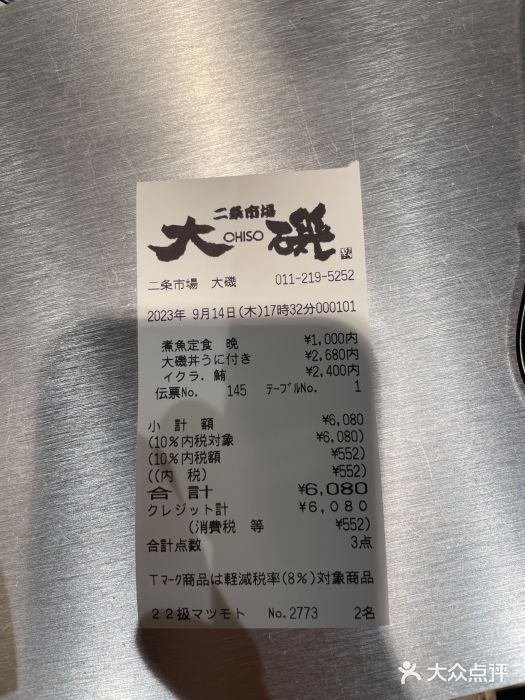 二条市場
大 OHISO 磯
二条市場 大磯 011-219-5252
2023年 9月14日(木)17時32分000101
煮魚定食 晩 ¥1,000内
大磯丼うに付き ¥2,680内
イクラ．鮪 ¥2,400内
伝票No. 145 テーブルNo. 1
小 計 額 ¥6,080
(10%内税対象 ¥6,080)
(10%内税額 ¥552)
((内 税) ¥552)
合 計 ¥6,080
クレジット計 ¥6,080
(消費税 等 ¥552)
合計点数 3点
Tマーク商品は軽減税率(8%)対象商品
22扱マツモト No.2773 2名
大众点评